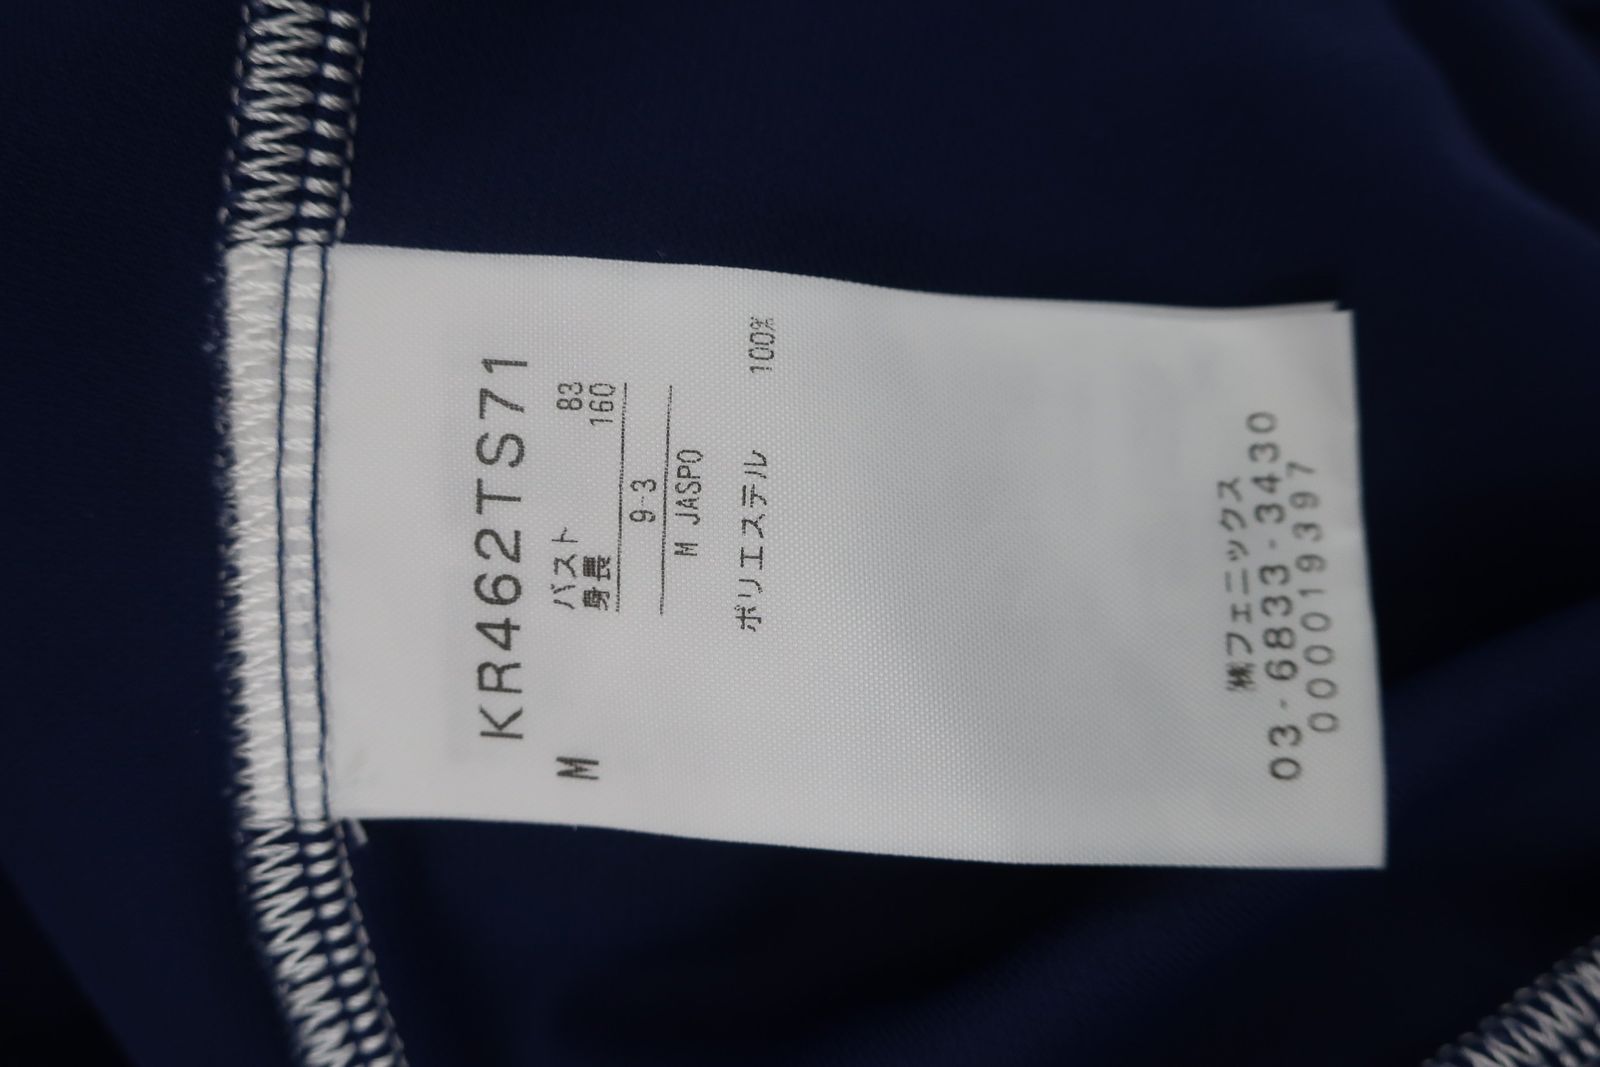 KR462TS71
M バスト 83
身長 160
9-3
M JASPO
ポリエステル 100%
㈱フェニックス
03-6833-3430
00019397